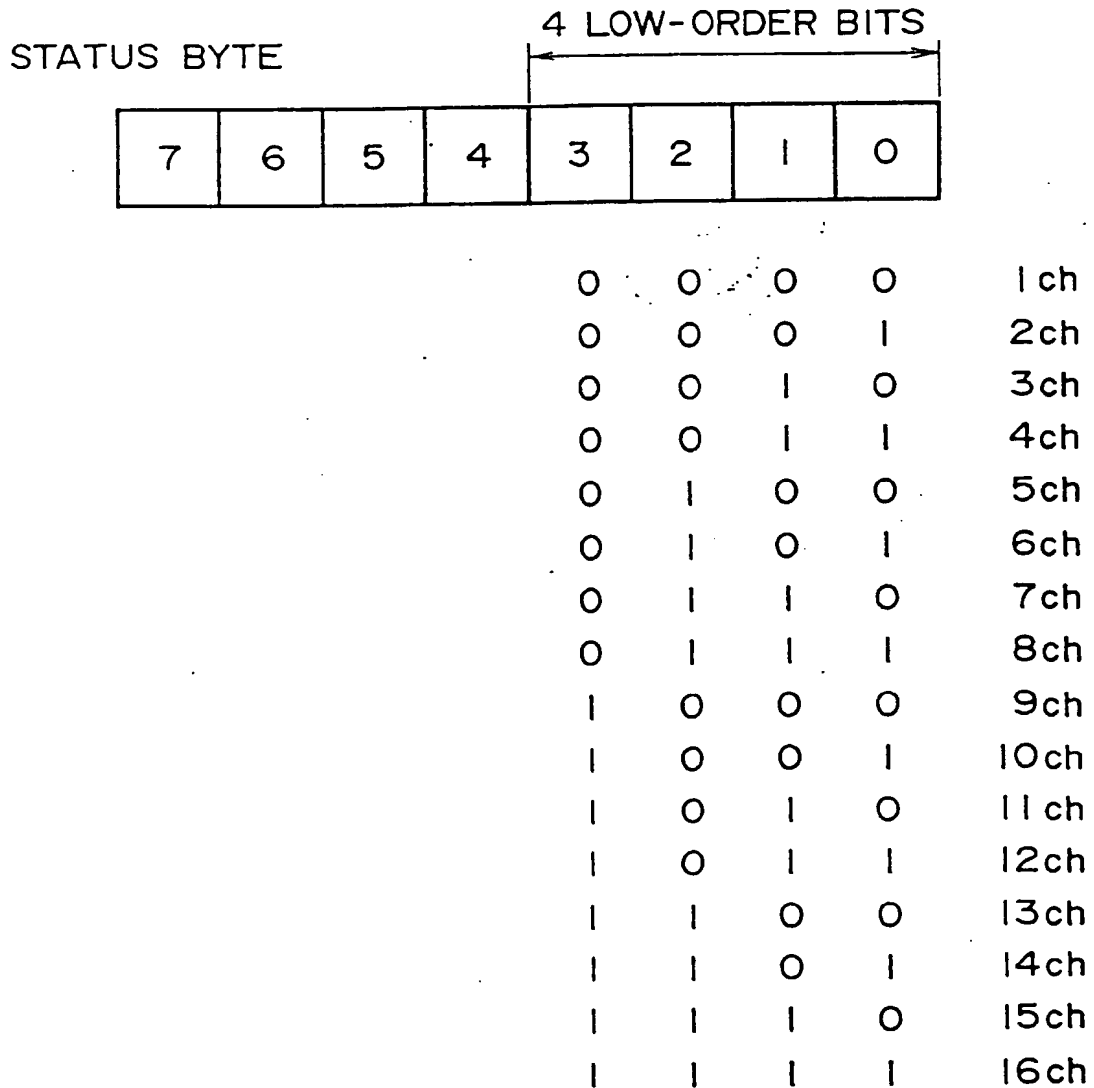 4 LOW-ORDER BITS
STATUS BYTE
7 6 5 4 3 2 1 0
0 0 0 0 1ch
0 0 0 1 2ch
0 0 1 0 3ch
0 0 1 1 4ch
0 1 0 0 5ch
0 1 0 1 6ch
0 1 1 0 7ch
0 1 1 1 8ch
1 0 0 0 9ch
1 0 0 1 10ch
1 0 1 0 11ch
1 0 1 1 12ch
1 1 0 0 13ch
1 1 0 1 14ch
1 1 1 0 15ch
1 1 1 1 16ch